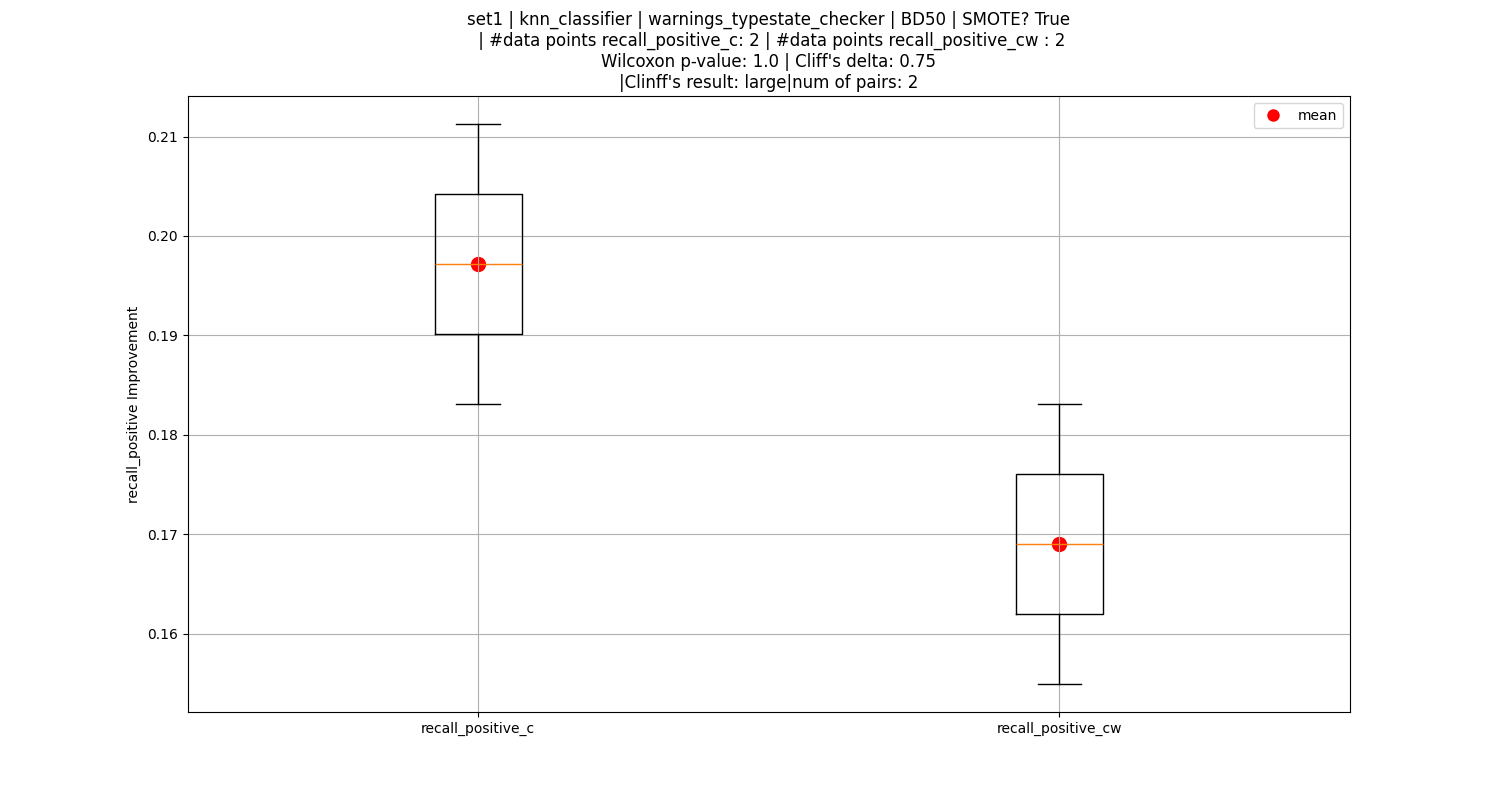 set1 | knn_classifier | warnings_typestate_checker | BD50 | SMOTE? True
| #data points recall_positive_c: 2 | #data points recall_positive_cw : 2
Wilcoxon p-value: 1.0 | Cliff's delta: 0.75
|Clinff's result: large|num of pairs: 2
mean
0.21
0.20
0.19
0.18
0.17
0.16
recall_positive Improvement
recall_positive_c
recall_positive_cw